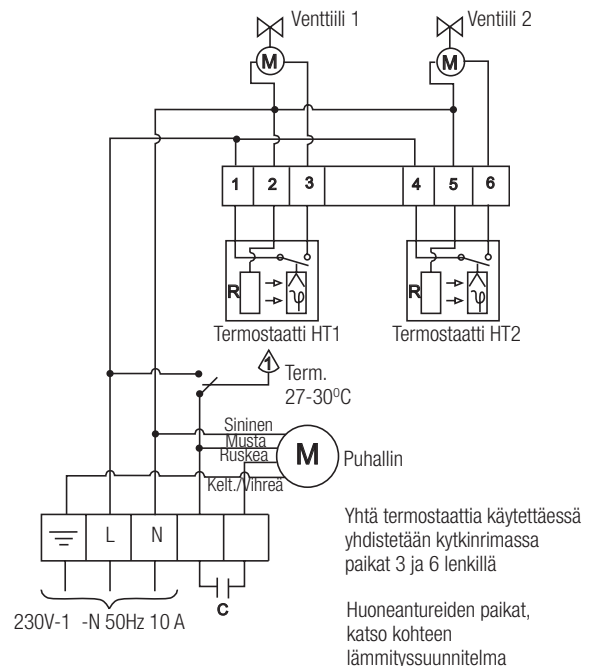 Venttiili 1
Ventiili 2
M
M
1
2
3
4
5
6
R
R
Termostaatti HT1
Termostaatti HT2
1
Term.
27-30⁰C
Sininen
Musta
Ruskea
M
Puhallin
Kelt./Vihreä
L
N
C
230V-1 -N 50Hz 10 A
Yhtä termostaattia käytettäessä
yhdistetään kytkinrimassa
paikat 3 ja 6 lenkillä
Huoneantureiden paikat,
katso kohteen
lämmityssuunnitelma